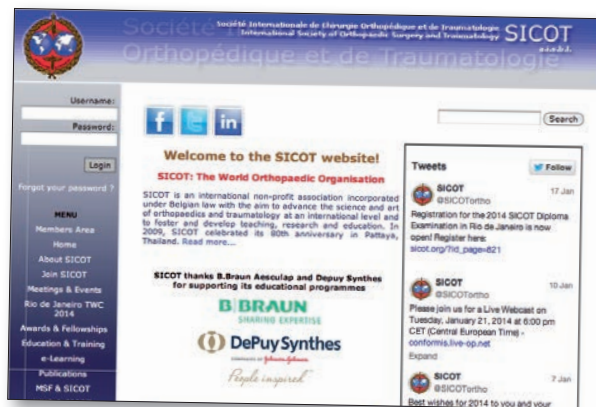 Société Internationale de Chirurgie Orthopédique et de Traumatologie
International Society of Orthopaedic Surgery and Traumatology
SICOT
a.i.s.b.l.
Société
Orthopédique et de Traumatologie
Username:
Password:
Login
Forgot your password ?
MENU
Members Area
Home
About SICOT
Join SICOT
Meetings & Events
Rio de Janeiro TWC
2014
Awards & Fellowships
Education & Training
e-Learning
Publications
MSF & SICOT
f
t
in
Search
Welcome to the SICOT website!
SICOT: The World Orthopaedic Organisation
SICOT is an international non-profit association incorporated
under Belgian law with the aim to advance the science and art
of orthopaedics and traumatology at an international level and
to foster and develop teaching, research and education. In
2009, SICOT celebrated its 80th anniversary in Pattaya,
Thailand. Read more...
SICOT thanks B.Braun Aesculap and Depuy Synthes
for supporting its educational programmes
B BRAUN
SHARING EXPERTISE
DePuy Synthes
COMPANIES OF Johnson-Johnson
People inspired™
Tweets
Follow
SICOT
17 Jan
@SICOTortho
Registration for the 2014 SICOT Diploma
Examination in Rio de Janeiro is now
open! Register here:
sicot.org/?id_page=821
SICOT
10 Jan
@SICOTortho
Please join us for a Live Webcast on
Tuesday, January 21, 2014 at 6:00 pm
CET (Central European Time) -
conformis.live-op.net
Expand
SICOT
7 Jan
@SICOTortho
Best wishes for 2014 to you and your